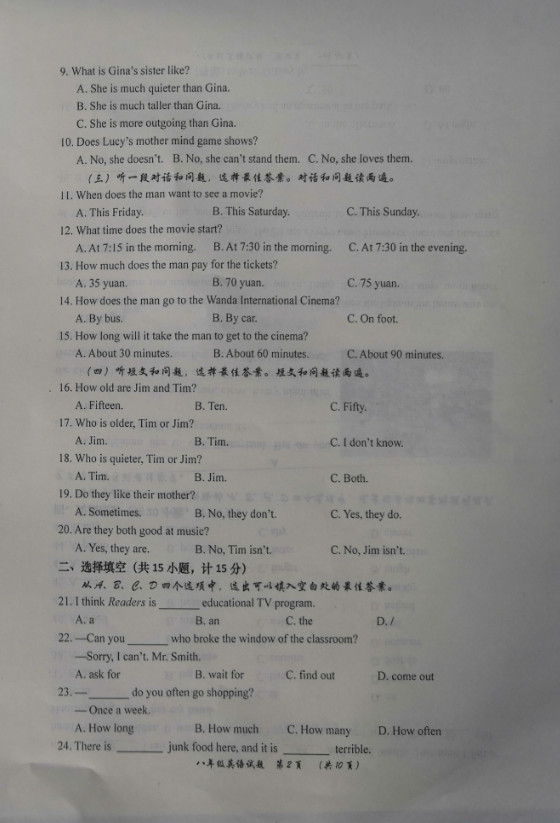 9. What is Gina's sister like?
A. She is much quieter than Gina.
B. She is much taller than Gina.
C. She is more outgoing than Gina.
10. Does Lucy's mother mind game shows?
A. No, she doesn't. B. No, she can't stand them. C. No, she loves them.
(三) 听一段对话和问题，选择最佳答案。对话和问题读两遍。
11. When does the man want to see a movie?
A. This Friday. B. This Saturday. C. This Sunday.
12. What time does the movie start?
A. At 7:15 in the morning. B. At 7:30 in the morning. C. At 7:30 in the evening.
13. How much does the man pay for the tickets?
A. 35 yuan. B. 70 yuan. C. 75 yuan.
14. How does the man go to the Wanda International Cinema?
A. By bus. B. By car. C. On foot.
15. How long will it take the man to get to the cinema?
A. About 30 minutes. B. About 60 minutes. C. About 90 minutes.
(四) 听短文和问题，选择最佳答案。短文和问题读两遍。
16. How old are Jim and Tim?
A. Fifteen. B. Ten. C. Fifty.
17. Who is older, Tim or Jim?
A. Jim. B. Tim. C. I don't know.
18. Who is quieter, Tim or Jim?
A. Tim. B. Jim. C. Both.
19. Do they like their mother?
A. Sometimes. B. No, they don't. C. Yes, they do.
20. Are they both good at music?
A. Yes, they are. B. No, Tim isn't. C. No, Jim isn't.
二、选择填空（共 15 小题，计 15 分）
从 A、B、C、D 四个选项中，选出可以填入空白处的最佳答案。
21. I think Readers is ______ educational TV program.
A. a B. an C. the D. /
22. —Can you ______ who broke the window of the classroom?
—Sorry, I can't. Mr. Smith.
A. ask for B. wait for C. find out D. come out
23. — ______ do you often go shopping?
— Once a week.
A. How long B. How much C. How many D. How often
24. There is ______ junk food here, and it is ______ terrible.
八年级英语试题 第2页 (共10页)